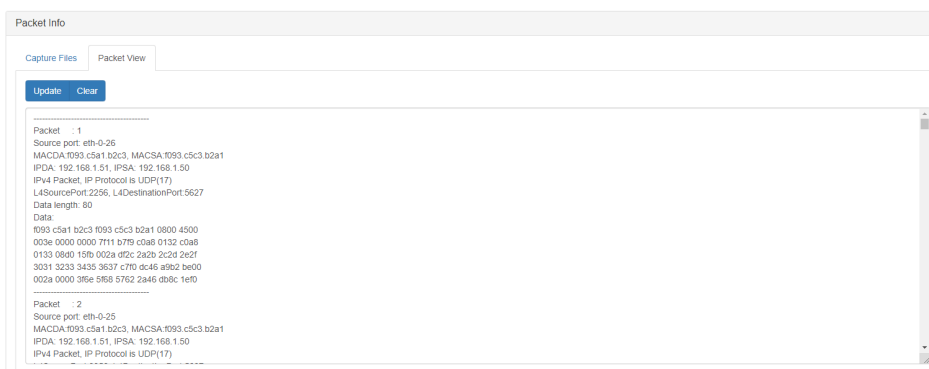 Packet Info
Capture Files Packet View
Update Clear
----------------------------------------
Packet : 1
Source port: eth-0-26
MACDA:f093.c5a1.b2c3, MACSA:f093.c5c3.b2a1
IPDA: 192.168.1.51, IPSA: 192.168.1.50
IPv4 Packet, IP Protocol is UDP(17)
L4SourcePort:2256, L4DestinationPort:5627
Data length: 80
Data:
f093 c5a1 b2c3 f093 c5c3 b2a1 0800 4500
003e 0000 0000 7f11 b7f9 c0a8 0132 c0a8
0133 08d0 15fb 002a df2c 2a2b 2c2d 2e2f
3031 3233 3435 3637 c7f0 dc46 a9b2 be00
002a 0000 3f6e 5f68 5762 2a46 db8c 1ef0
----------------------------------------
Packet : 2
Source port: eth-0-25
MACDA:f093.c5a1.b2c3, MACSA:f093.c5c3.b2a1
IPDA: 192.168.1.51, IPSA: 192.168.1.50
IPv4 Packet, IP Protocol is UDP(17)